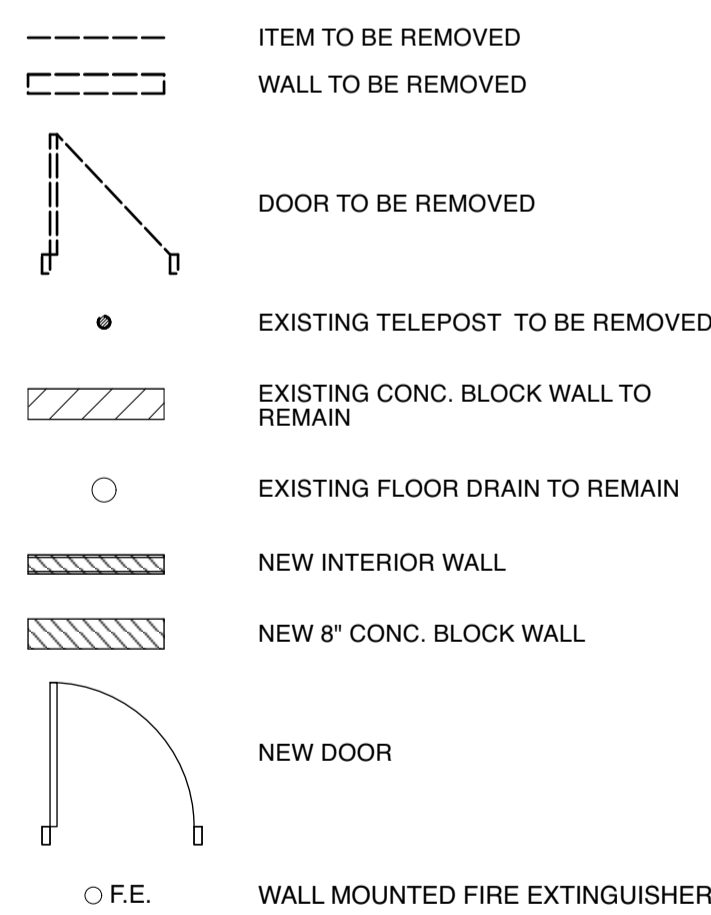 ITEM TO BE REMOVED
WALL TO BE REMOVED
DOOR TO BE REMOVED
EXISTING TELEPOST  TO BE REMOVED
EXISTING CONC. BLOCK WALL TO
REMAIN
EXISTING FLOOR DRAIN TO REMAIN
NEW INTERIOR WALL
NEW 8" CONC. BLOCK WALL
NEW DOOR
F.E. WALL MOUNTED FIRE EXTINGUISHER